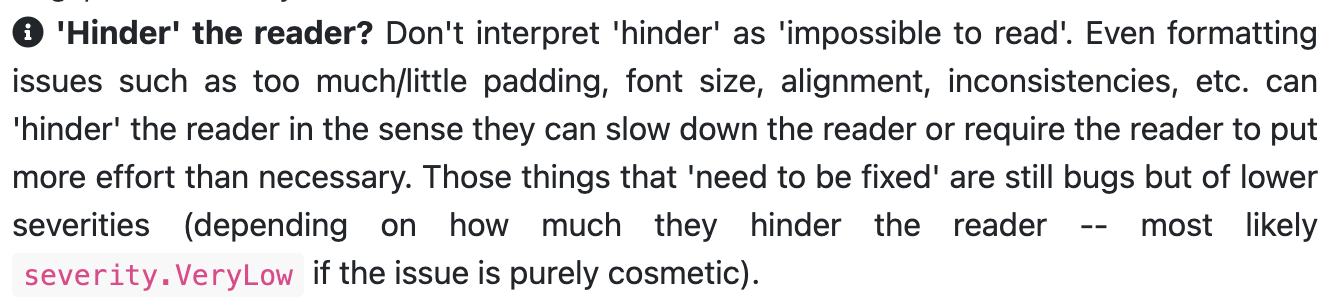 'Hinder' the reader? Don't interpret 'hinder' as 'impossible to read'. Even formatting
issues such as too much/little padding, font size, alignment, inconsistencies, etc. can
'hinder' the reader in the sense they can slow down the reader or require the reader to put
more effort than necessary. Those things that 'need to be fixed' are still bugs but of lower
severities (depending on how much they hinder the reader -- most likely
severity.VeryLow if the issue is purely cosmetic).